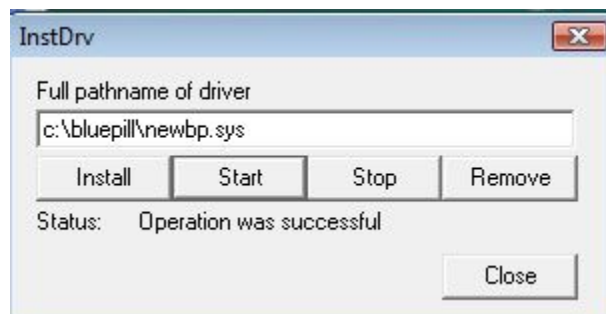 InstDrv
Full pathname of driver
c:\bluepill\newbp.sys
Install Start Stop Remove
Status: Operation was successful
Close